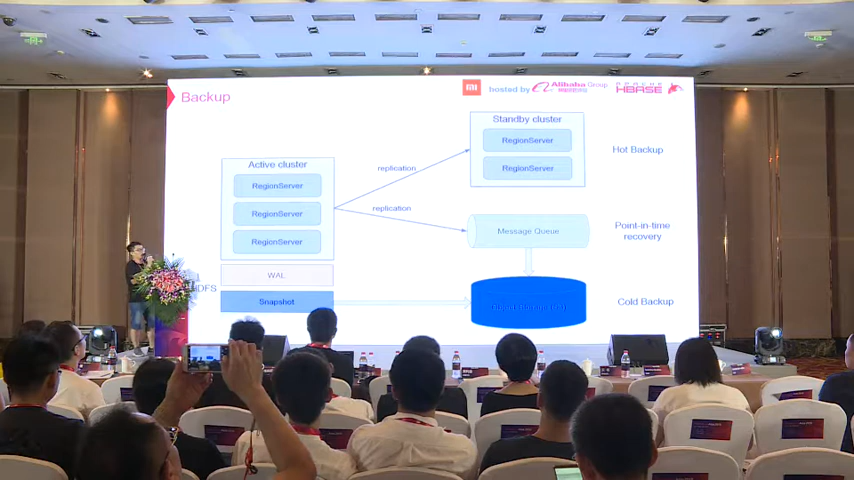 Backup
mi
hosted by
Alibaba Group
APACHE
HBASE
Standby cluster
RegionServer
RegionServer
Hot Backup
Active cluster
RegionServer
RegionServer
RegionServer
replication
replication
Message Queue
Point-in-time
recovery
WAL
HDFS
Snapshot
Cold Backup